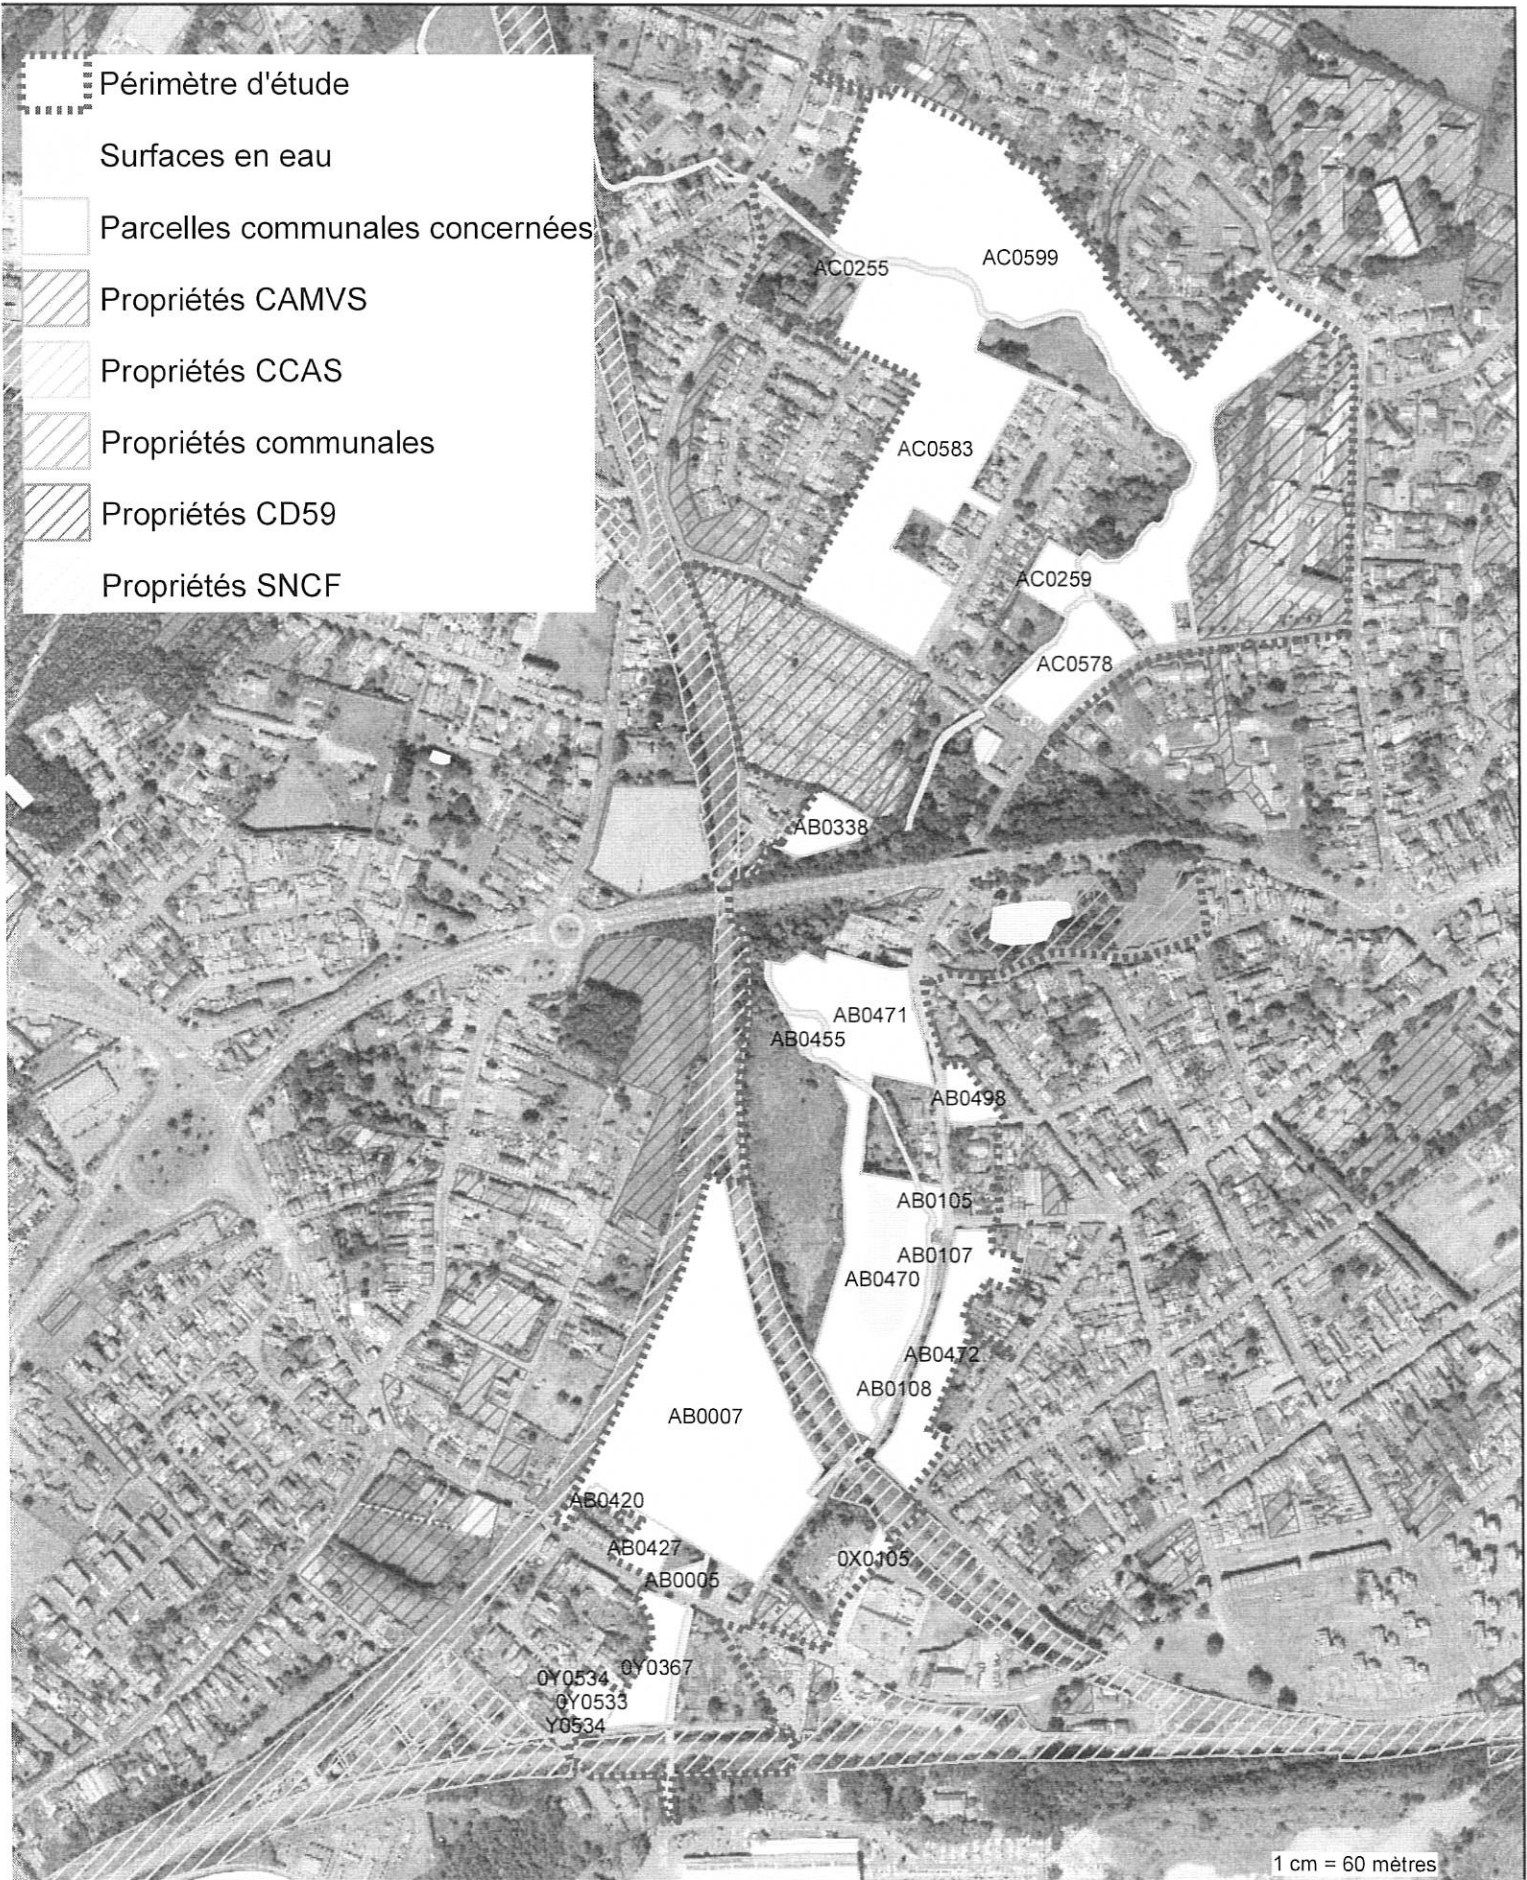 Périmètre d'étude
Surfaces en eau
Parcelles communales concernées
Propriétés CAMVS
Propriétés CCAS
Propriétés communales
Propriétés CD59
Propriétés SNCF
AC0599
AC0255
AC0583
AC0259
AC0578
AB0338
AB0471
AB0455
AB0498
AB0105
AB0107
AB0470
AB0472
AB0108
AB0007
AB0420
AB0427
0X0105
AB0005
0Y0367
0Y0534
0Y0533
Y0534
1 cm = 60 mètres